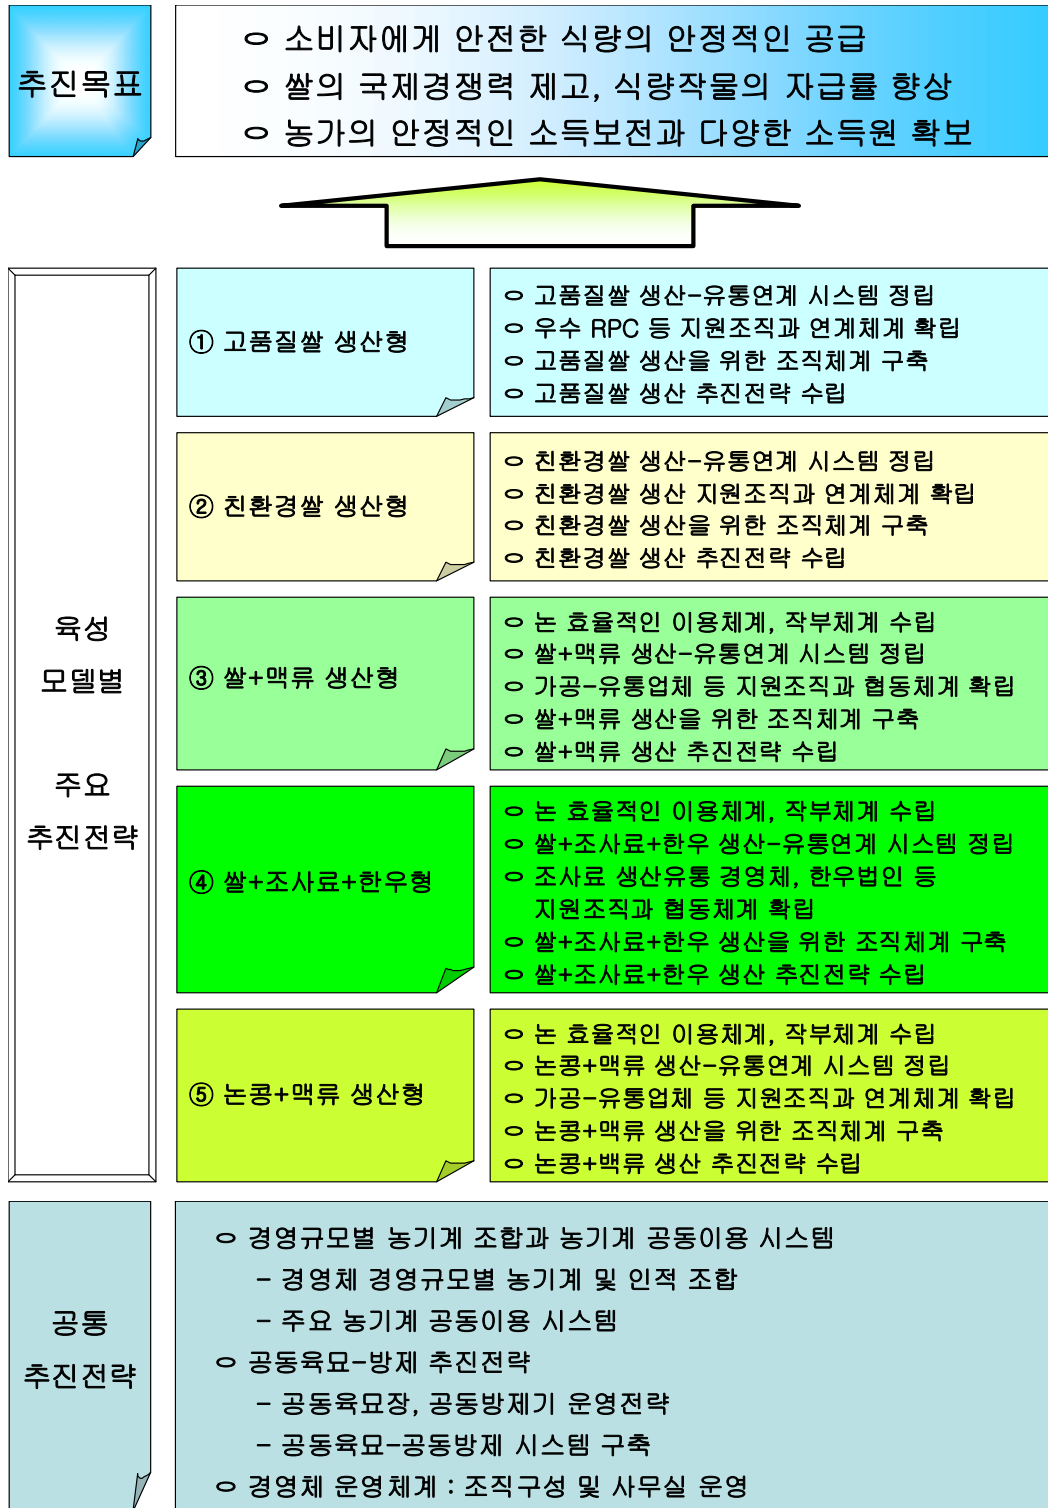 추진목표
ㅇ 소비자에게 안전한 식량의 안정적인 공급
ㅇ 쌀의 국제경쟁력 제고, 식량작물의 자급률 향상
ㅇ 농가의 안정적인 소득보전과 다양한 소득원 확보
육성
모델별
주요
추진전략
① 고품질쌀 생산형
ㅇ 고품질쌀 생산-유통연계 시스템 정립
ㅇ 우수 RPC 등 지원조직과 연계체계 확립
ㅇ 고품질쌀 생산을 위한 조직체계 구축
ㅇ 고품질쌀 생산 추진전략 수립
② 친환경쌀 생산형
ㅇ 친환경쌀 생산-유통연계 시스템 정립
ㅇ 친환경쌀 생산 지원조직과 연계체계 확립
ㅇ 친환경쌀 생산을 위한 조직체계 구축
ㅇ 친환경쌀 생산 추진전략 수립
③ 쌀+맥류 생산형
ㅇ 논 효율적인 이용체계, 작부체계 수립
ㅇ 쌀+맥류 생산-유통연계 시스템 정립
ㅇ 가공-유통업체 등 지원조직과 협동체계 확립
ㅇ 쌀+맥류 생산을 위한 조직체계 구축
ㅇ 쌀+맥류 생산 추진전략 수립
④ 쌀+조사료+한우형
ㅇ 논 효율적인 이용체계, 작부체계 수립
ㅇ 쌀+조사료+한우 생산-유통연계 시스템 정립
ㅇ 조사료 생산유통 경영체, 한우법인 등
지원조직과 협동체계 확립
ㅇ 쌀+조사료+한우 생산을 위한 조직체계 구축
ㅇ 쌀+조사료+한우 생산 추진전략 수립
⑤ 논콩+맥류 생산형
ㅇ 논 효율적인 이용체계, 작부체계 수립
ㅇ 논콩+맥류 생산-유통연계 시스템 정립
ㅇ 가공-유통업체 등 지원조직과 연계체계 확립
ㅇ 논콩+맥류 생산을 위한 조직체계 구축
ㅇ 논콩+백류 생산 추진전략 수립
공통
추진전략
ㅇ 경영규모별 농기계 조합과 농기계 공동이용 시스템
- 경영체 경영규모별 농기계 및 인적 조합
- 주요 농기계 공동이용 시스템
ㅇ 공동육묘-방제 추진전략
- 공동육묘장, 공동방제기 운영전략
- 공동육묘-공동방제 시스템 구축
ㅇ 경영체 운영체계 : 조직구성 및 사무실 운영